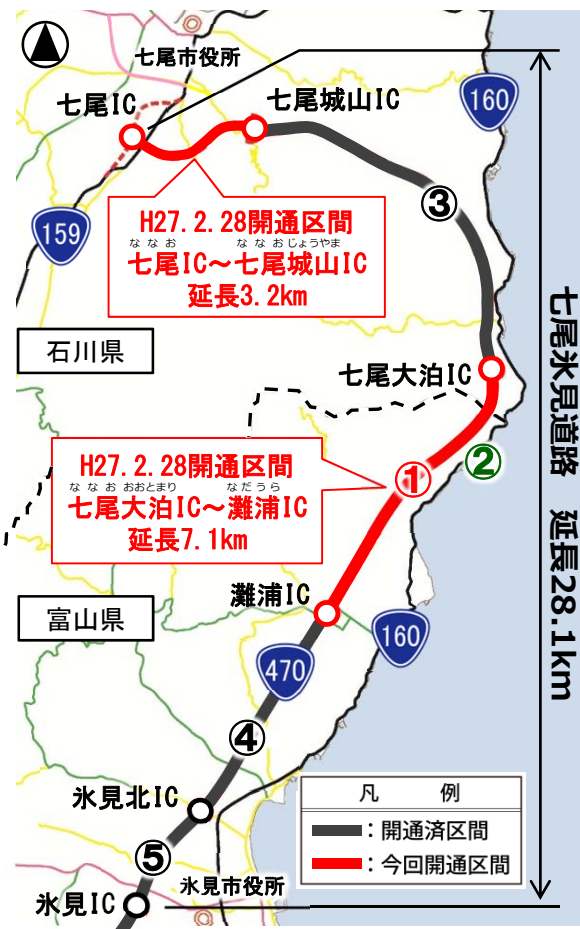 七尾市役所
七尾IC
七尾城山IC
160
159
③
H27.2.28開通区間
ななお ななおじょうやま
七尾IC～七尾城山IC
延長3.2km
石川県
七尾大泊IC
七尾氷見道路 延長28.1km
H27.2.28開通区間
ななお おおとまり なだうら
七尾大泊IC～灘浦IC
延長7.1km
①
②
灘浦IC
富山県
160
470
④
氷見北IC
凡 例
：開通済区間
：今回開通区間
⑤
氷見市役所
氷見IC